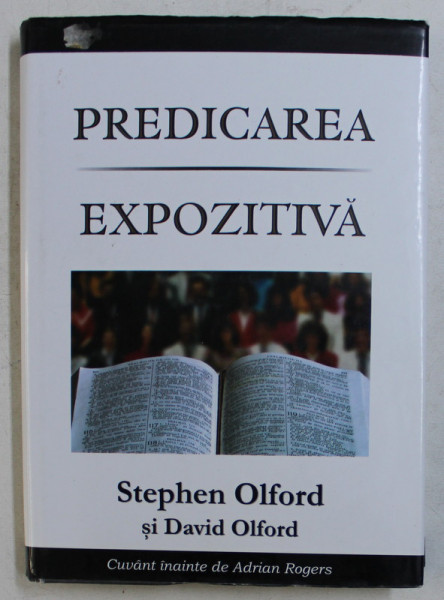 PREDICAREA
EXPOZITIVĂ
Stephen Olford
și David Olford
Cuvânt înainte de Adrian Rogers